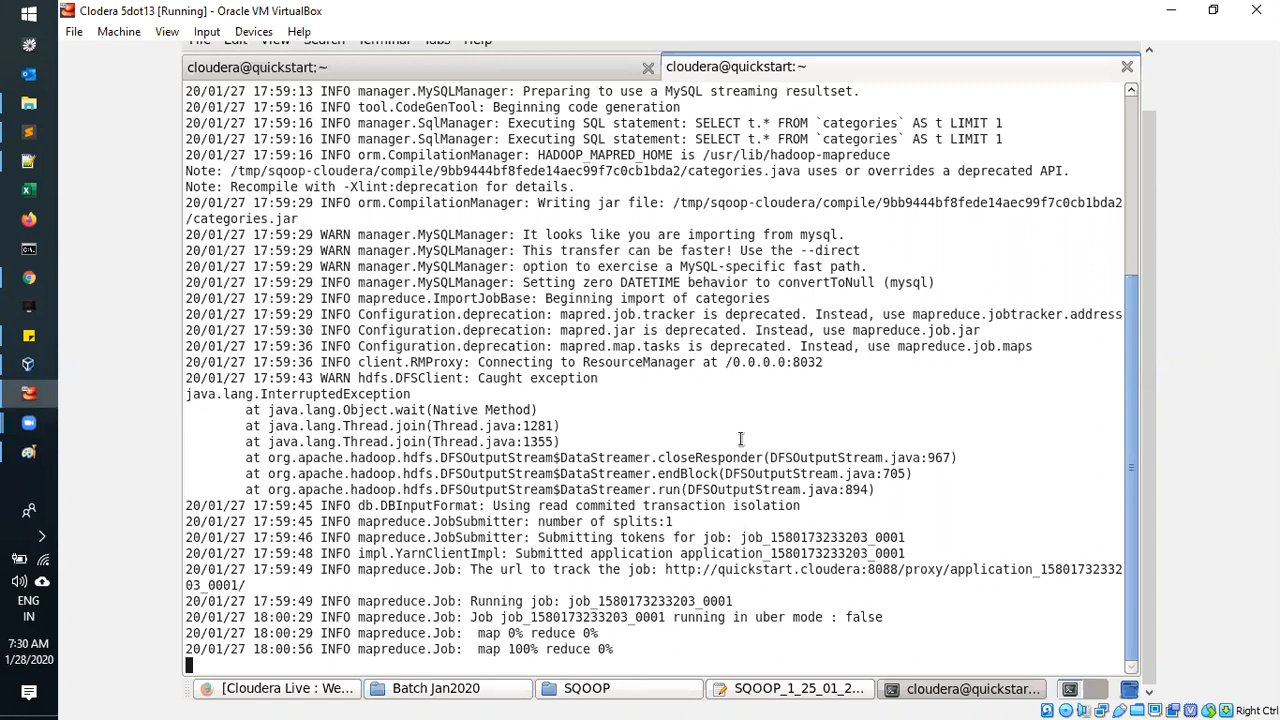 Clodera 5dot13 [Running] - Oracle VM VirtualBox
File Machine View Input Devices Help
File Edit View Search Terminal Tabs Help
cloudera@quickstart:~ cloudera@quickstart:~
20/01/27 17:59:13 INFO manager.MySQLManager: Preparing to use a MySQL streaming resultset.
20/01/27 17:59:16 INFO tool.CodeGenTool: Beginning code generation
20/01/27 17:59:16 INFO manager.SqlManager: Executing SQL statement: SELECT t.* FROM `categories` AS t LIMIT 1
20/01/27 17:59:16 INFO manager.SqlManager: Executing SQL statement: SELECT t.* FROM `categories` AS t LIMIT 1
20/01/27 17:59:16 INFO orm.CompilationManager: HADOOP_MAPRED_HOME is /usr/lib/hadoop-mapreduce
Note: /tmp/sqoop-cloudera/compile/9bb9444bf8fede14aec99f7c0cb1bda2/categories.java uses or overrides a deprecated API.
Note: Recompile with -Xlint:deprecation for details.
20/01/27 17:59:29 INFO orm.CompilationManager: Writing jar file: /tmp/sqoop-cloudera/compile/9bb9444bf8fede14aec99f7c0cb1bda2
/categories.jar
20/01/27 17:59:29 WARN manager.MySQLManager: It looks like you are importing from mysql.
20/01/27 17:59:29 WARN manager.MySQLManager: This transfer can be faster! Use the --direct
20/01/27 17:59:29 WARN manager.MySQLManager: option to exercise a MySQL-specific fast path.
20/01/27 17:59:29 INFO manager.MySQLManager: Setting zero DATETIME behavior to convertToNull (mysql)
20/01/27 17:59:29 INFO mapreduce.ImportJobBase: Beginning import of categories
20/01/27 17:59:29 INFO Configuration.deprecation: mapred.job.tracker is deprecated. Instead, use mapreduce.jobtracker.address
20/01/27 17:59:30 INFO Configuration.deprecation: mapred.jar is deprecated. Instead, use mapreduce.job.jar
20/01/27 17:59:36 INFO Configuration.deprecation: mapred.map.tasks is deprecated. Instead, use mapreduce.job.maps
20/01/27 17:59:36 INFO client.RMProxy: Connecting to ResourceManager at /0.0.0.0:8032
20/01/27 17:59:43 WARN hdfs.DFSClient: Caught exception
java.lang.InterruptedException
at java.lang.Object.wait(Native Method)
at java.lang.Thread.join(Thread.java:1281)
at java.lang.Thread.join(Thread.java:1355)
at org.apache.hadoop.hdfs.DFSOutputStream$DataStreamer.closeResponder(DFSOutputStream.java:967)
at org.apache.hadoop.hdfs.DFSOutputStream$DataStreamer.endBlock(DFSOutputStream.java:705)
at org.apache.hadoop.hdfs.DFSOutputStream$DataStreamer.run(DFSOutputStream.java:894)
20/01/27 17:59:45 INFO db.DBInputFormat: Using read commited transaction isolation
20/01/27 17:59:45 INFO mapreduce.JobSubmitter: number of splits:1
20/01/27 17:59:46 INFO mapreduce.JobSubmitter: Submitting tokens for job: job_1580173233203_0001
20/01/27 17:59:48 INFO impl.YarnClientImpl: Submitted application application_1580173233203_0001
20/01/27 17:59:49 INFO mapreduce.Job: The url to track the job: http://quickstart.cloudera:8088/proxy/application_15801732332
03_0001/
20/01/27 17:59:49 INFO mapreduce.Job: Running job: job_1580173233203_0001
20/01/27 18:00:29 INFO mapreduce.Job: Job job_1580173233203_0001 running in uber mode : false
20/01/27 18:00:29 INFO mapreduce.Job:  map 0% reduce 0%
20/01/27 18:00:56 INFO mapreduce.Job:  map 100% reduce 0%
[Cloudera Live : We... Batch Jan2020 SQOOP SQOOP_1_25_01_2... cloudera@quickstar...
Right Ctrl
ENG
IN
7:30 AM
1/28/2020